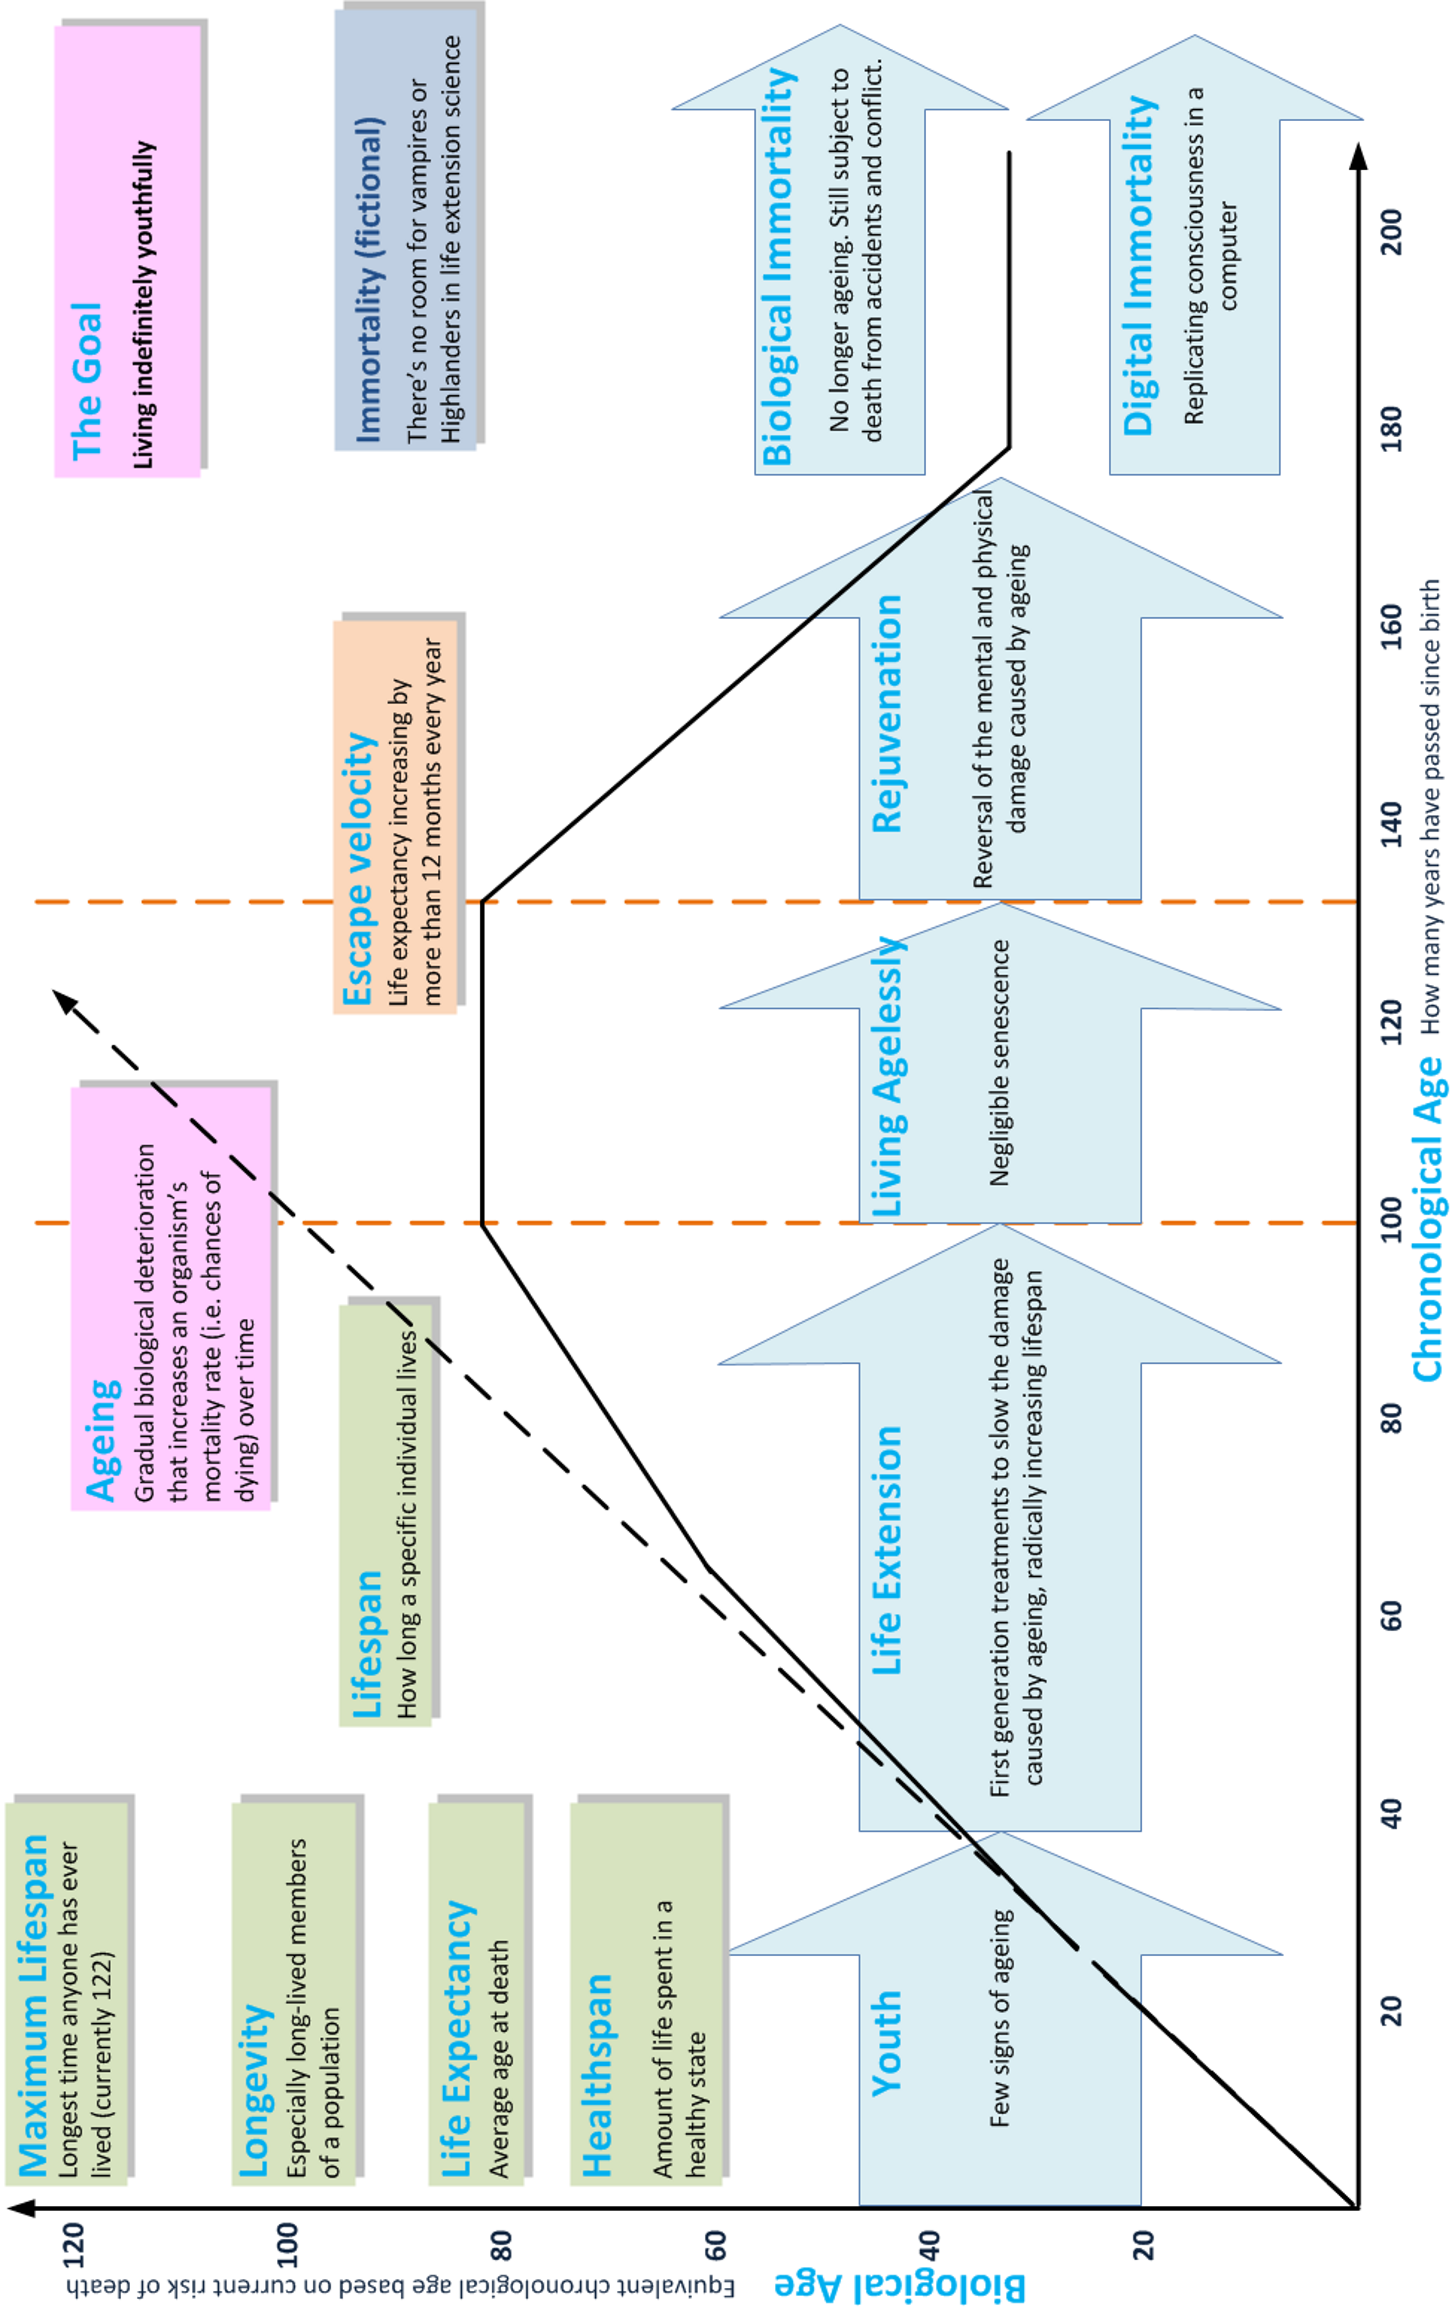 Maximum Lifespan
Longest time anyone has ever
lived (currently 122)
Longevity
Especially long-lived members
of a population
Life Expectancy
Average age at death
Healthspan
Amount of life spent in a
healthy state
Ageing
Gradual biological deterioration
that increases an organism's
mortality rate (i.e. chances of
dying) over time
Lifespan
How long a specific individual lives
Escape velocity
Life expectancy increasing by
more than 12 months every year
The Goal
Living indefinitely youthfully
Immortality (fictional)
There's no room for vampires or
Highlanders in life extension science
Youth
Few signs of ageing
Life Extension
First generation treatments to slow the damage
caused by ageing, radically increasing lifespan
Living Agelessly
Negligible senescence
Rejuvenation
Reversal of the mental and physical
damage caused by ageing
Biological Immortality
No longer ageing. Still subject to
death from accidents and conflict.
Digital Immortality
Replicating consciousness in a
computer
120
100
80
60
40
20
Biological Age
Equivalent chronological age based on current risk of death
20
40
60
80
100
120
140
160
180
200
Chronological Age How many years have passed since birth